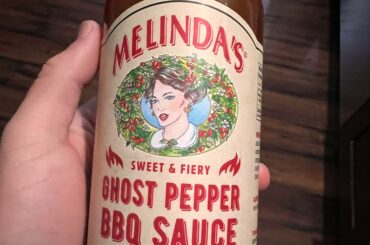 MELINDA'S®
SWEET & FIERY
GHOST PEPPER
BBQ SAUCE